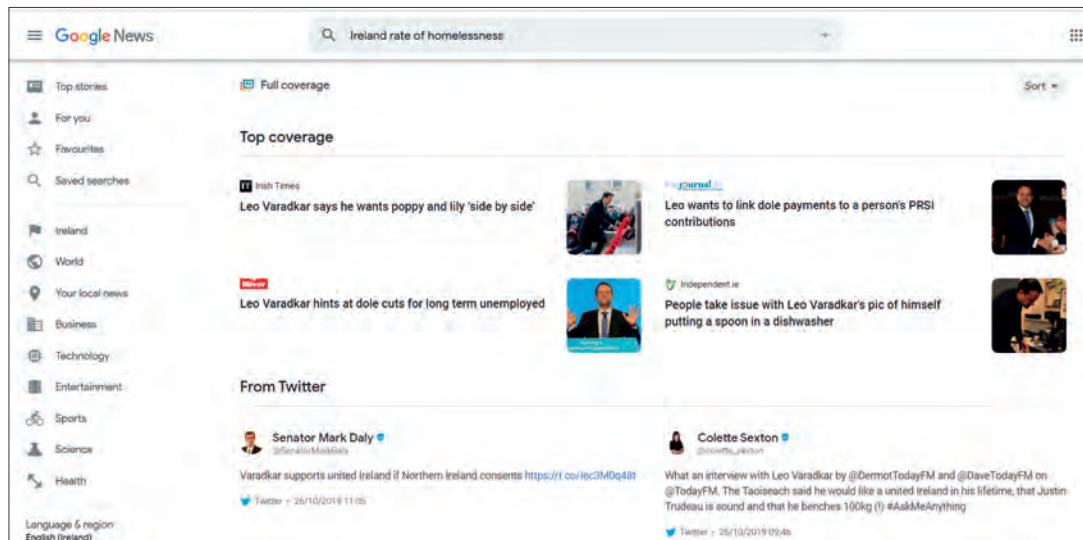 Google News
Ireland rate of homelessness
Top stories
For you
Favourites
Saved searches
Ireland
World
Your local news
Business
Technology
Entertainment
Sports
Science
Health
Language & region
English (Ireland)
Full coverage
Sort
Top coverage
IT Irish Times
Leo Varadkar says he wants poppy and lily 'side by side'
journal
Leo wants to link dole payments to a person's PRSI
contributions
Mirror
Leo Varadkar hints at dole cuts for long term unemployed
Independent.ie
People take issue with Leo Varadkar's pic of himself
putting a spoon in a dishwasher
From Twitter
Senator Mark Daly
@SenatorMarkDaly
Varadkar supports united Ireland if Northern Ireland consents
Twitter - 26/10/2019 11:05
Colette Sexton
@colette_sexton
What an interview with Leo Varadkar by @DermotTodayFM and @DaveTodayFM on
@TodayFM. The Taoiseach said he would like a united Ireland in his lifetime, that Justin
Trudeau is sound and that he benches 100kg (!) #AskMeAnything
Twitter - 26/10/2019 09:46